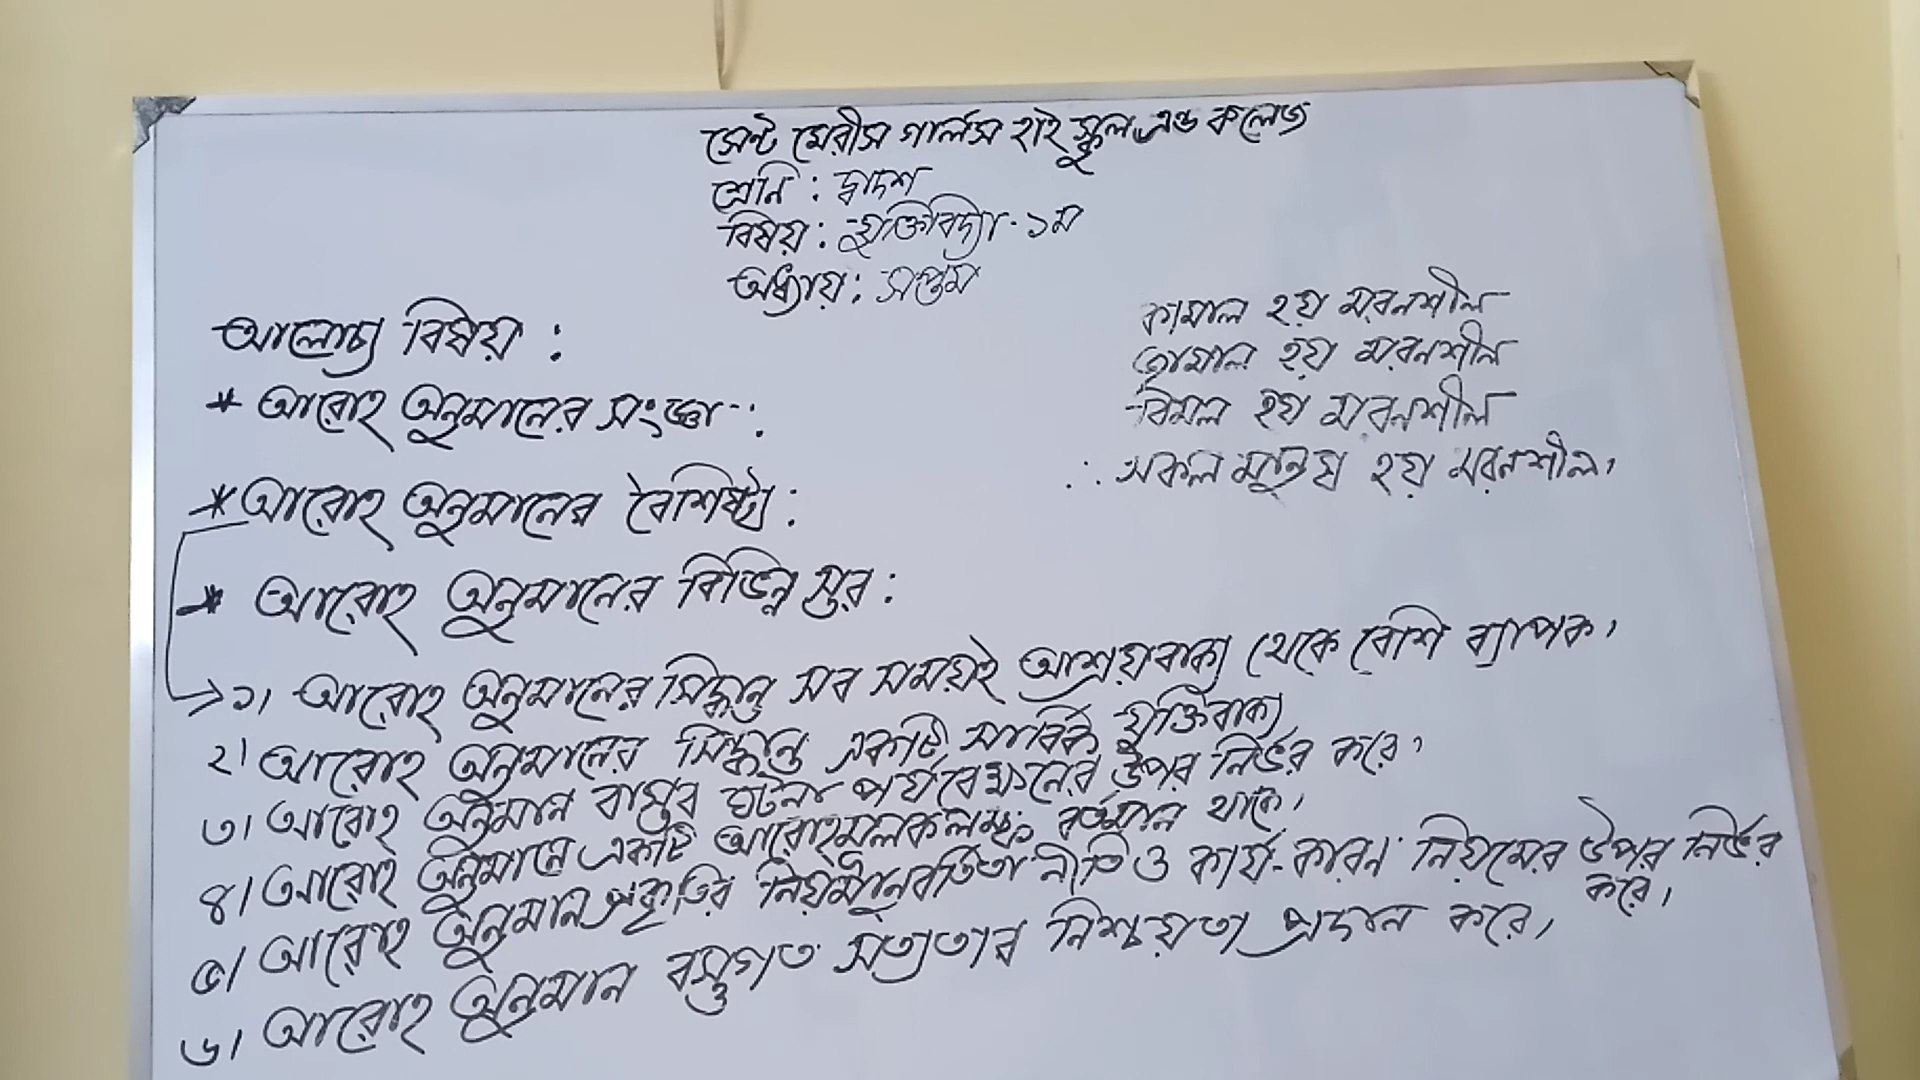 সেন্ট মেরীস গার্লস হাই স্কুল এন্ড কলেজ
শ্রেনি : দ্বাদশ
বিষয় : যুক্তিবিদ্যা - ১ম
অধ্যায় : সপ্তম
আলোচ্য বিষয় :
* আরোহ অনুমানের সংজ্ঞা :
* আরোহ অনুমানের বৈশিষ্ট্য :
* আরোহ অনুমানের বিভিন্ন স্তর :
কামাল হয় মরনশীল
জামাল হয় মরনশীল
বিমল হয় মরনশীল
∴ সকল মানুষ হয় মরনশীল।
১। আরোহ অনুমানের সিদ্ধান্ত সব সময়ই আশ্রয়বাক্য থেকে বেশি ব্যাপক।
২। আরোহ অনুমানের সিদ্ধান্ত একটি সার্বিক যুক্তিবাক্য
৩। আরোহ অনুমান বাস্তব ঘটনা পর্যবেক্ষনের উপর নির্ভর করে।
৪। আরোহ অনুমানে একটি আরোহমূলক লম্ফ বর্তমান থাকে।
৫। আরোহ অনুমান প্রকৃতির নিয়মানুবর্তিতা নীতি ও কার্য-কারন নিয়মের উপর নির্ভর
করে।
৬। আরোহ অনুমান বস্তুগত সত্যতার নিশ্চয়তা প্রদান করে।